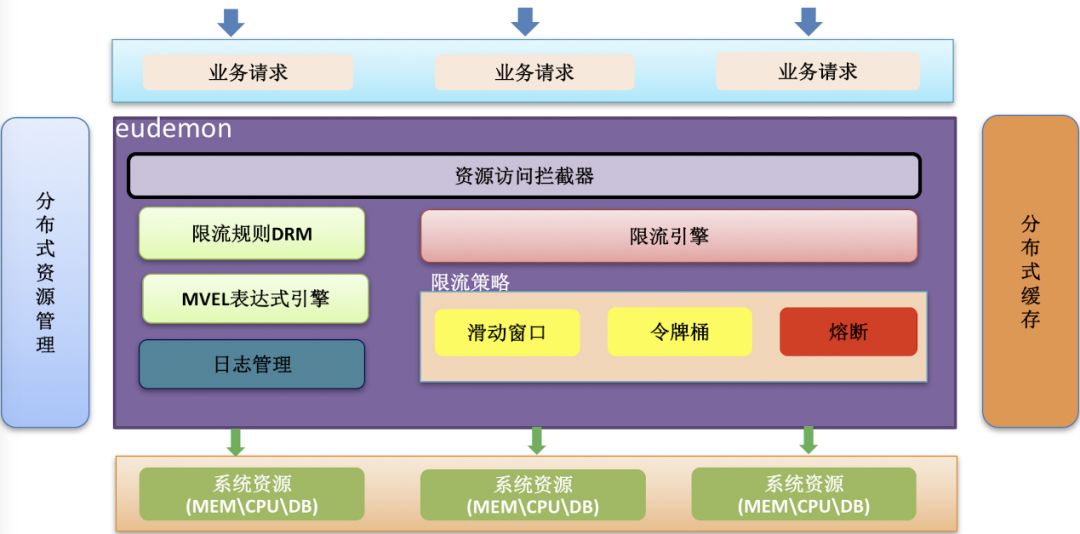 业务请求
业务请求
业务请求
分布式资源管理
eudemon
资源访问拦截器
限流规则DRM
MVEL表达式引擎
日志管理
限流引擎
限流策略
滑动窗口
令牌桶
熔断
分布式缓存
系统资源
(MEM\CPU\DB)
系统资源
(MEM\CPU\DB)
系统资源
(MEM\CPU\DB)